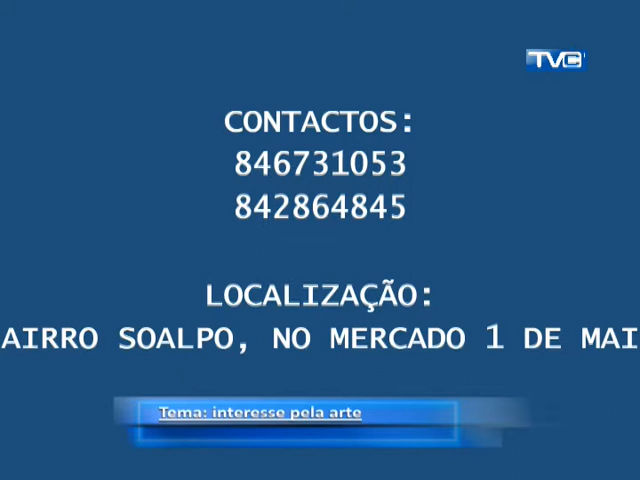 TVC
CONTACTOS:
846731053
842864845
LOCALIZAÇÃO:
AIRRO SOALPO, NO MERCADO 1 DE MAI
Tema: interesse pela arte